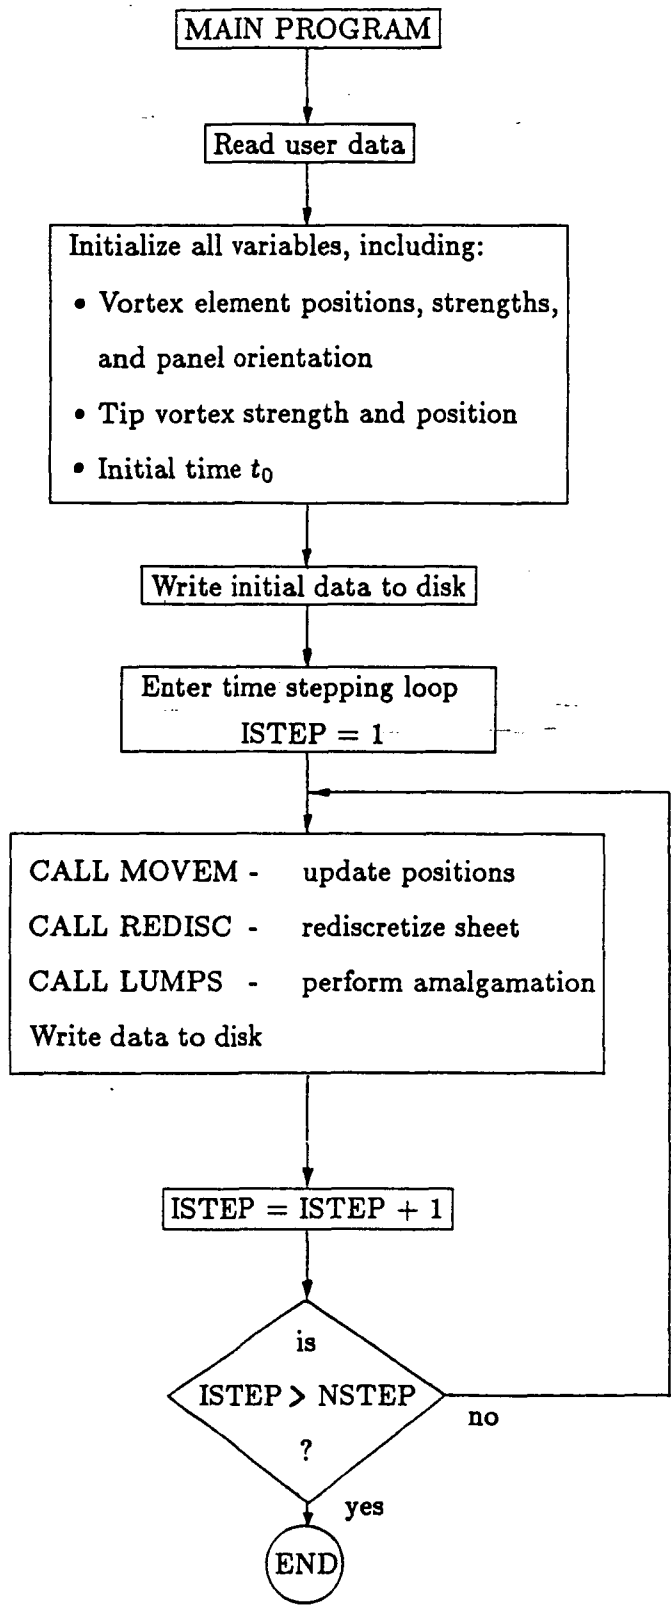 MAIN PROGRAM
Read user data
Initialize all variables, including:
• Vortex element positions, strengths,
and panel orientation
• Tip vortex strength and position
• Initial time t₀
Write initial data to disk
Enter time stepping loop
ISTEP = 1
CALL MOVEM - update positions
CALL REDISC - rediscretize sheet
CALL LUMPS - perform amalgamation
Write data to disk
ISTEP = ISTEP + 1
is
ISTEP > NSTEP
?
no
yes
END